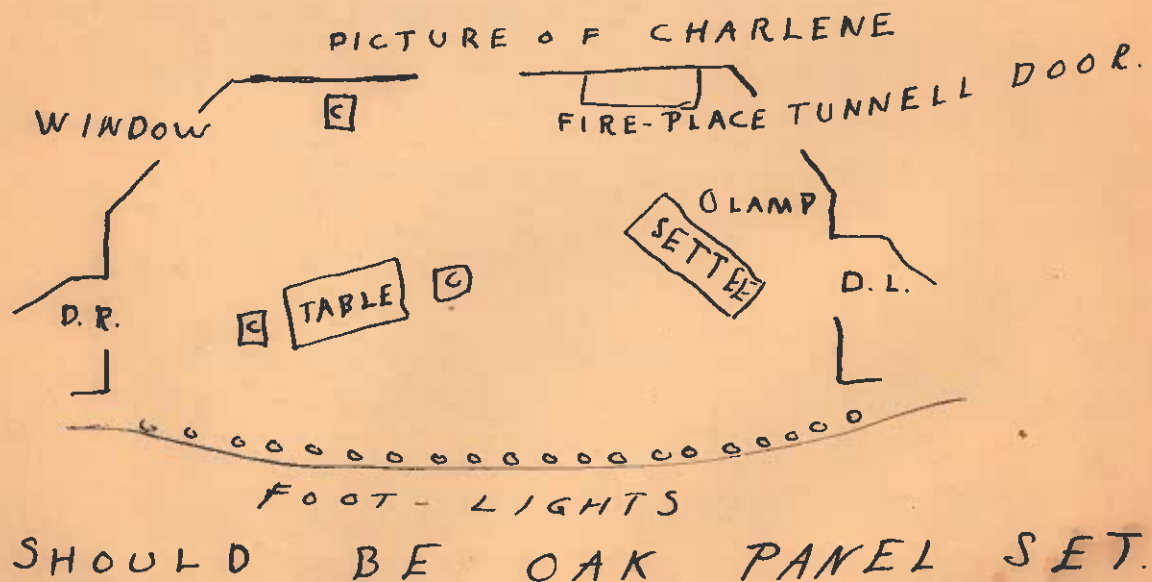 PICTURE OF CHARLENE
WINDOW
C
FIRE-PLACE
TUNNELL DOOR.
O LAMP
SETTEE
D.R.
C
TABLE
C
D.L.
FOOT-LIGHTS
SHOULD BE OAK PANEL SET.